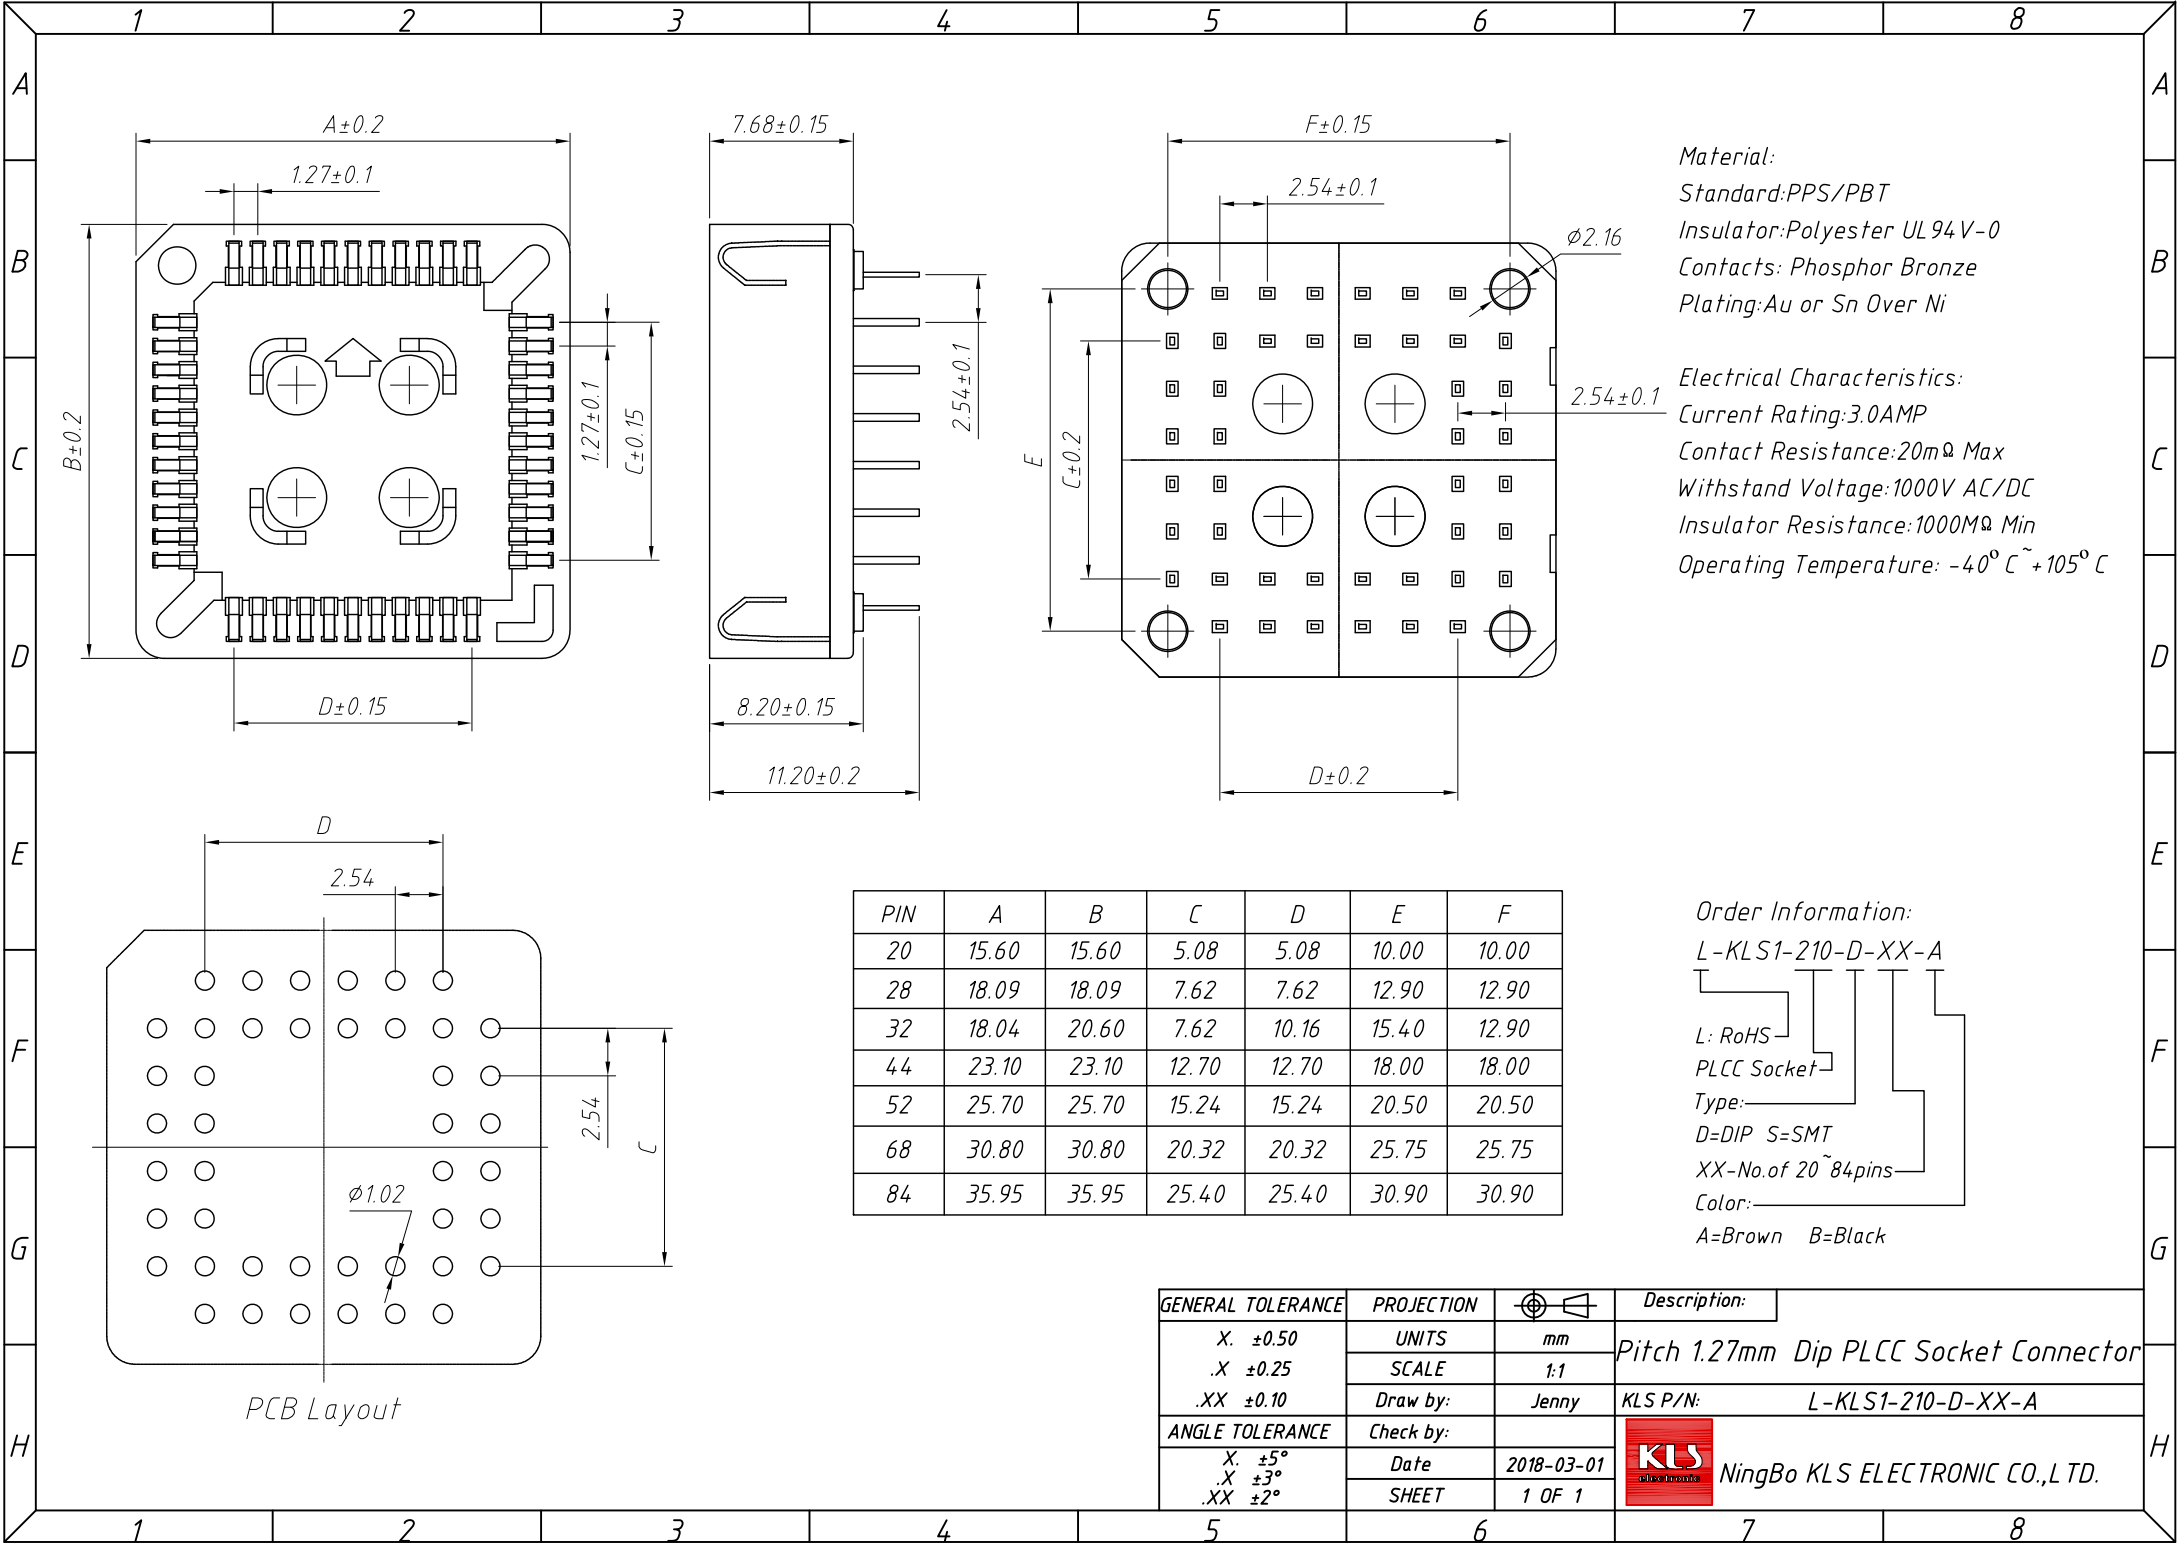 1 2 3 4 5 6 7 8
A A
B B
C C
D D
E E
F F
G G
H H
A±0.2
1.27±0.1
B±0.2
1.27±0.1
C±0.15
D±0.15
7.68±0.15
2.54±0.1
8.20±0.15
11.20±0.2
F±0.15
2.54±0.1
Ø2.16
E
C±0.2
2.54±0.1
D±0.2
Material:
Standard:PPS/PBT
Insulator:Polyester UL94V-0
Contacts: Phosphor Bronze
Plating:Au or Sn Over Ni
Electrical Characteristics:
Current Rating:3.0AMP
Contact Resistance:20mΩ Max
Withstand Voltage:1000V AC/DC
Insulator Resistance:1000MΩ Min
Operating Temperature: -40°C~+105°C
D
2.54
2.54
C
Ø1.02
PCB Layout
PIN A B C D E F
20 15.60 15.60 5.08 5.08 10.00 10.00
28 18.09 18.09 7.62 7.62 12.90 12.90
32 18.04 20.60 7.62 10.16 15.40 12.90
44 23.10 23.10 12.70 12.70 18.00 18.00
52 25.70 25.70 15.24 15.24 20.50 20.50
68 30.80 30.80 20.32 20.32 25.75 25.75
84 35.95 35.95 25.40 25.40 30.90 30.90
Order Information:
L-KLS1-210-D-XX-A
L: RoHS
PLCC Socket
Type:
D=DIP S=SMT
XX-No.of 20~84pins
Color:
A=Brown B=Black
GENERAL TOLERANCE
X. ±0.50
.X ±0.25
.XX ±0.10
ANGLE TOLERANCE
X. ±5°
.X ±3°
.XX ±2°
PROJECTION
UNITS mm
SCALE 1:1
Draw by: Jenny
Check by:
Date 2018-03-01
SHEET 1 OF 1
Description:
Pitch 1.27mm Dip PLCC Socket Connector
KLS P/N: L-KLS1-210-D-XX-A
KLS
electronic
NingBo KLS ELECTRONIC CO.,LTD.
1 2 3 4 5 6 7 8